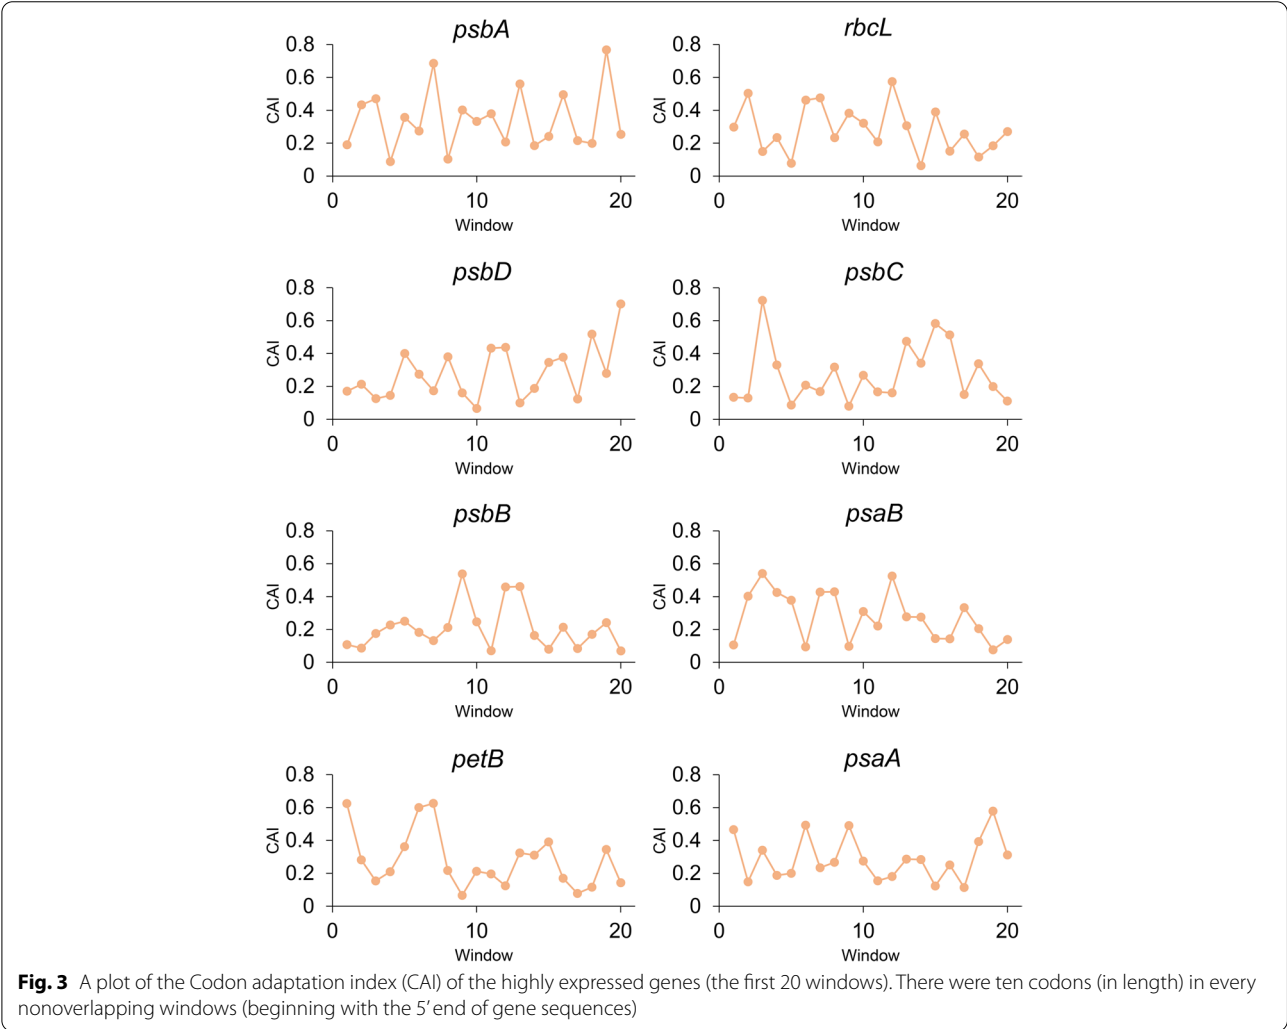 psbA
0.8
0.6
0.4
0.2
0
CAI
0 10 20
Window
rbcL
0.8
0.6
0.4
0.2
0
CAI
0 10 20
Window
psbD
0.8
0.6
0.4
0.2
0
CAI
0 10 20
Window
psbC
0.8
0.6
0.4
0.2
0
CAI
0 10 20
Window
psbB
0.8
0.6
0.4
0.2
0
CAI
0 10 20
Window
psaB
0.8
0.6
0.4
0.2
0
CAI
0 10 20
Window
petB
0.8
0.6
0.4
0.2
0
CAI
0 10 20
Window
psaA
0.8
0.6
0.4
0.2
0
CAI
0 10 20
Window
Fig. 3 A plot of the Codon adaptation index (CAI) of the highly expressed genes (the first 20 windows). There were ten codons (in length) in every
nonoverlapping windows (beginning with the 5′ end of gene sequences)